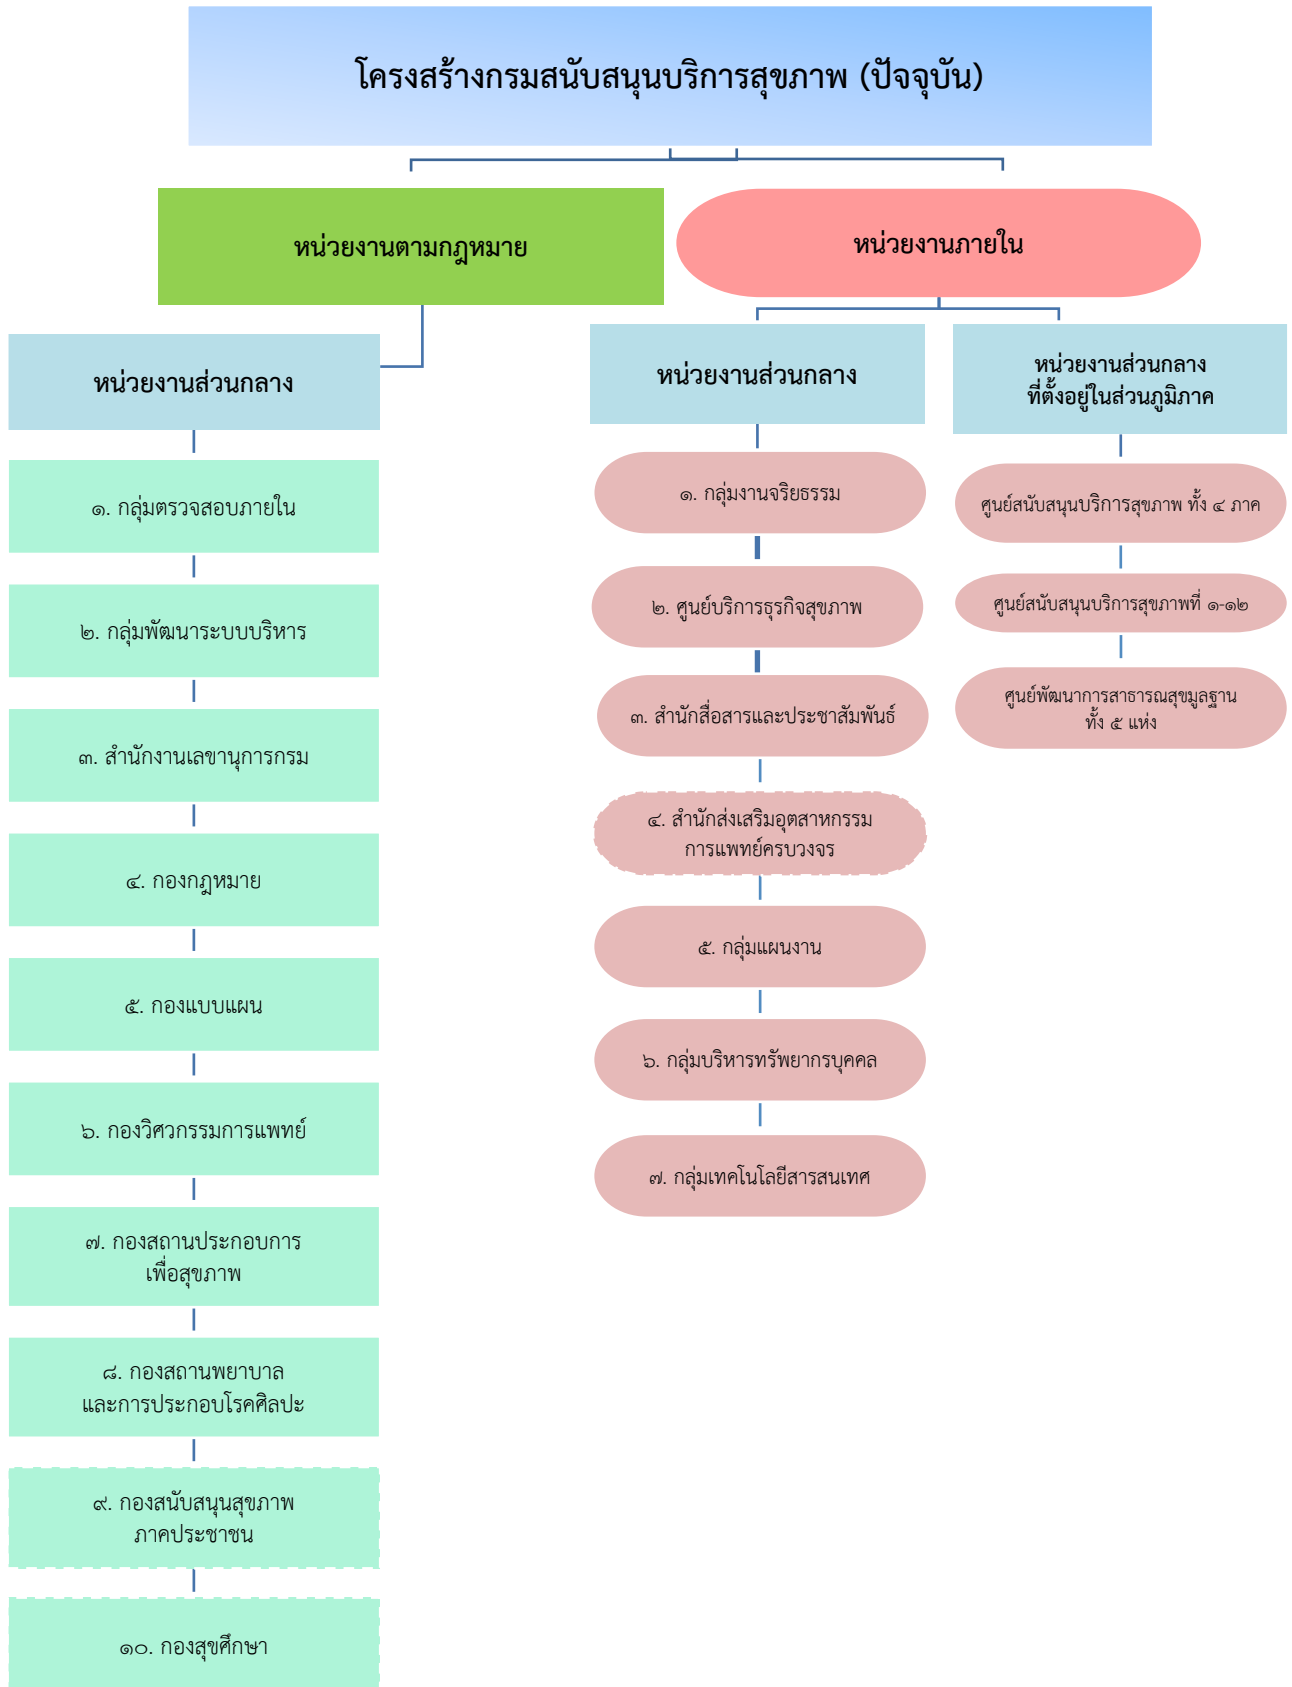 โครงสร้างกรมสนับสนุนบริการสุขภาพ (ปัจจุบัน)
หน่วยงานตามกฎหมาย
หน่วยงานส่วนกลาง
๑. กลุ่มตรวจสอบภายใน
๒. กลุ่มพัฒนาระบบบริหาร
๓. สำนักงานเลขานุการกรม
๔. กองกฎหมาย
๕. กองแบบแผน
๖. กองวิศวกรรมการแพทย์
๗. กองสถานประกอบการ
เพื่อสุขภาพ
๘. กองสถานพยาบาล
และการประกอบโรคศิลปะ
๙. กองสนับสนุนสุขภาพ
ภาคประชาชน
๑๐. กองสุขศึกษา
หน่วยงานภายใน
หน่วยงานส่วนกลาง
๑. กลุ่มงานจริยธรรม
๒. ศูนย์บริการธุรกิจสุขภาพ
๓. สำนักสื่อสารและประชาสัมพันธ์
๔. สำนักส่งเสริมอุตสาหกรรม
การแพทย์ครบวงจร
๕. กลุ่มแผนงาน
๖. กลุ่มบริหารทรัพยากรบุคคล
๗. กลุ่มเทคโนโลยีสารสนเทศ
หน่วยงานส่วนกลาง
ที่ตั้งอยู่ในส่วนภูมิภาค
ศูนย์สนับสนุนบริการสุขภาพ ทั้ง ๔ ภาค
ศูนย์สนับสนุนบริการสุขภาพที่ ๑-๑๒
ศูนย์พัฒนาการสาธารณสุขมูลฐาน
ทั้ง ๕ แห่ง